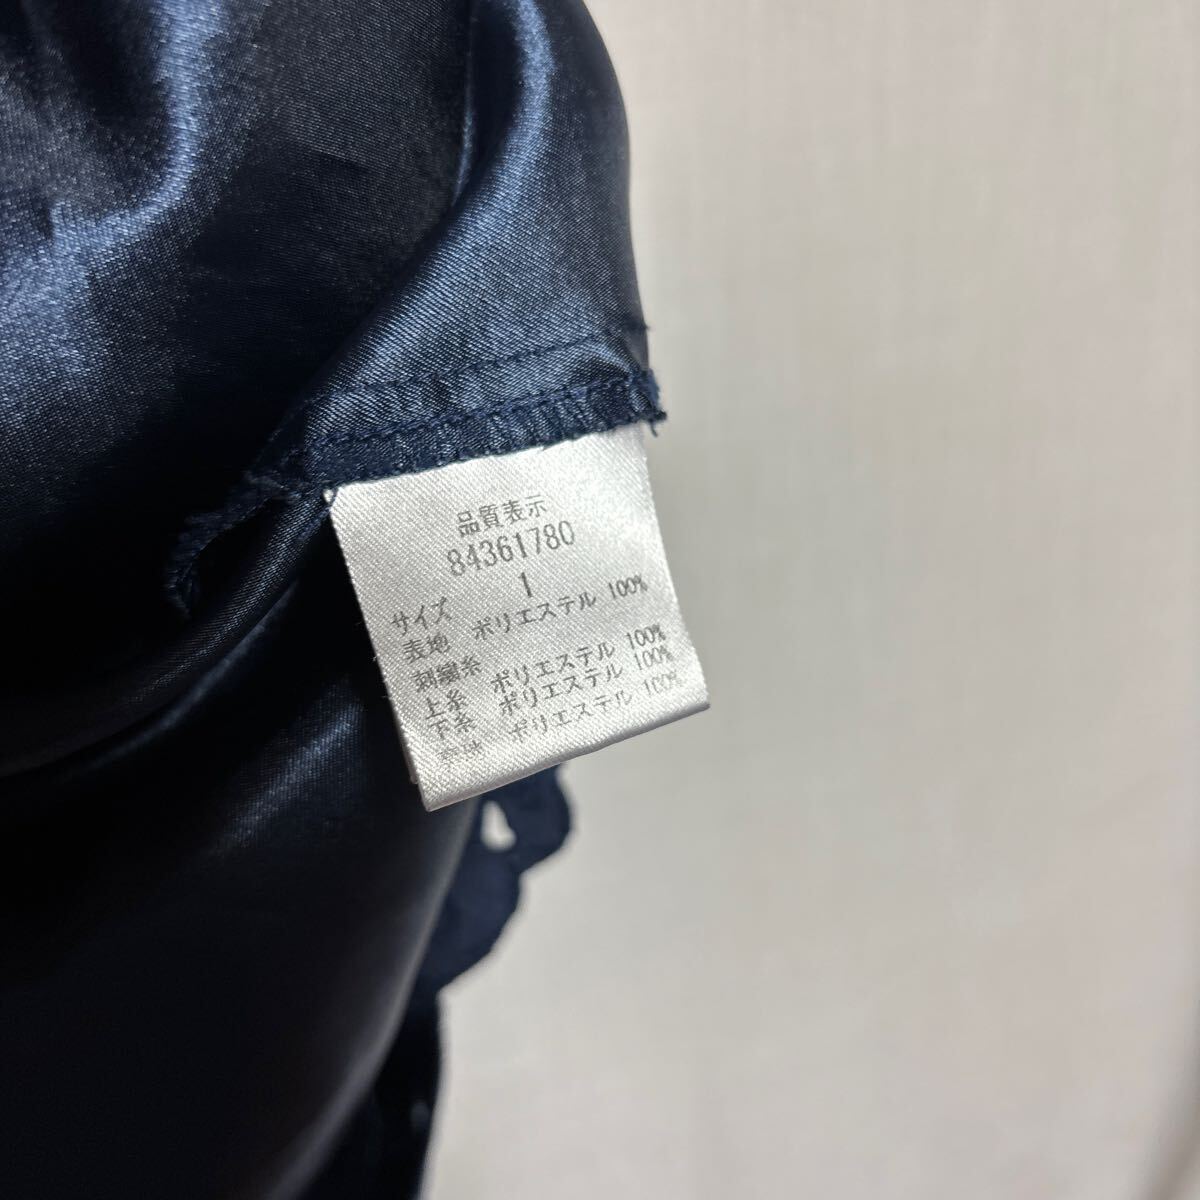 品質表示
84361780
サイズ 1
表地 ポリエステル 100%
刺繍糸
上糸 ポリエステル 100%
下糸 ポリエステル 100%
裏地 ポリエステル 100%